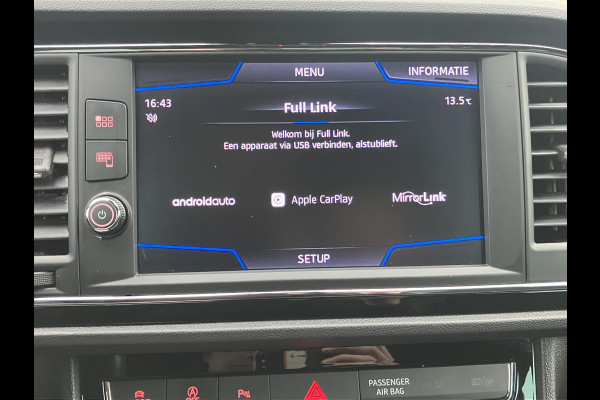 MENU
INFORMATIE
16:43
Full Link
13.5 °C
Welkom bij Full Link.
Een apparaat via USB verbinden, alstublieft.
androidauto
Apple CarPlay
MirrorLink
SETUP
PASSENGER
AIR BAG